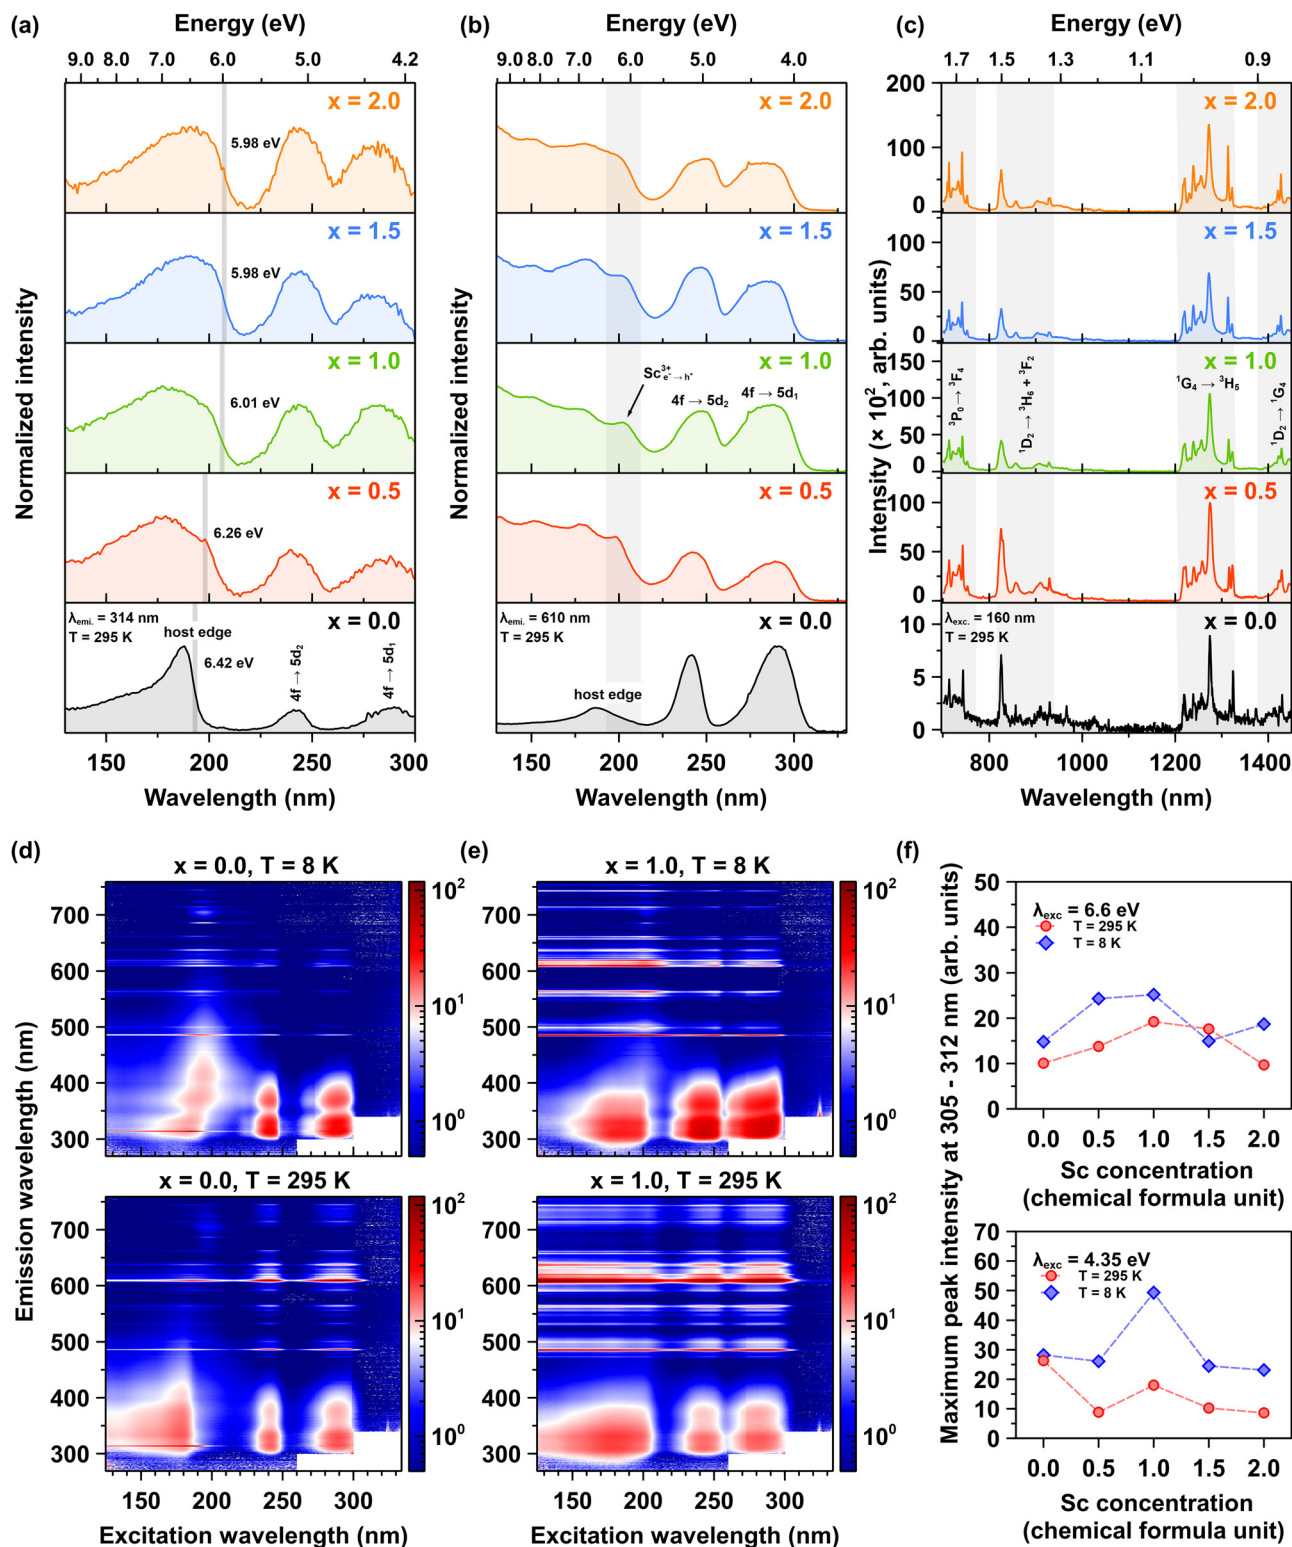 (a)
Energy (eV)
9.0 8.0 7.0 6.0 5.0 4.2
x = 2.0
5.98 eV
x = 1.5
5.98 eV
x = 1.0
6.01 eV
x = 0.5
6.26 eV
λemi. = 314 nm
T = 295 K
x = 0.0
host edge
6.42 eV
4f → 5d2
4f → 5d1
150 200 250 300
Wavelength (nm)
Normalized intensity
(b)
Energy (eV)
9.0 8.0 7.0 6.0 5.0 4.0
x = 2.0
x = 1.5
x = 1.0
Sc3+ e- → h+
4f → 5d2
4f → 5d1
x = 0.5
λemi. = 610 nm
T = 295 K
x = 0.0
host edge
150 200 250 300
Wavelength (nm)
Normalized intensity
(c)
Energy (eV)
1.7 1.5 1.3 1.1 0.9
x = 2.0
200
100
0
x = 1.5
100
50
0
x = 1.0
150
100
50
0
3P0 → 3F4
1D2 → 3H6 + 3F2
1G4 → 3H5
1D2 → 1G4
x = 0.5
100
50
0
λexc. = 160 nm
T = 295 K
x = 0.0
10
5
0
800 1000 1200 1400
Wavelength (nm)
Intensity (× 10², arb. units)
(d)
x = 0.0, T = 8 K
700
600
500
400
300
10²
10¹
10⁰
x = 0.0, T = 295 K
700
600
500
400
300
10²
10¹
10⁰
150 200 250 300
Excitation wavelength (nm)
Emission wavelength (nm)
(e)
x = 1.0, T = 8 K
10²
10¹
10⁰
x = 1.0, T = 295 K
10²
10¹
10⁰
150 200 250 300
Excitation wavelength (nm)
(f)
50
40
30
20
10
0
λexc = 6.6 eV
T = 295 K
T = 8 K
0.0 0.5 1.0 1.5 2.0
Sc concentration
(chemical formula unit)
70
60
50
40
30
20
10
0
λexc = 4.35 eV
T = 295 K
T = 8 K
0.0 0.5 1.0 1.5 2.0
Sc concentration
(chemical formula unit)
Maximum peak intensity at 305 - 312 nm (arb. units)